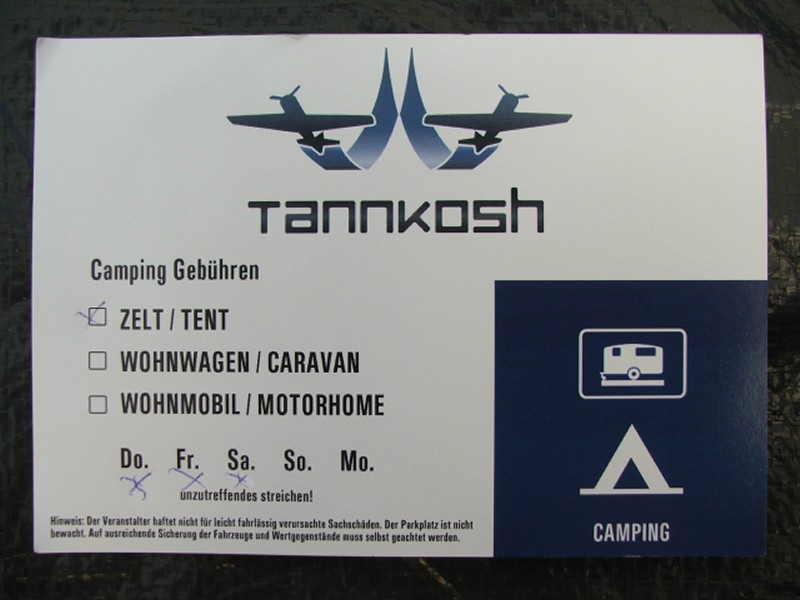 Tannkosh
Camping Gebühren
ZELT / TENT
WOHNWAGEN / CARAVAN
WOHNMOBIL / MOTORHOME
Do. Fr. Sa. So. Mo.
unzutreffendes streichen!
Hinweis: Der Veranstalter haftet nicht für leicht fahrlässig verursachte Sachschäden. Der Parkplatz ist nicht
bewacht. Auf ausreichende Sicherung der Fahrzeuge und Wertgegenstände muss selbst geachtet werden.
CAMPING